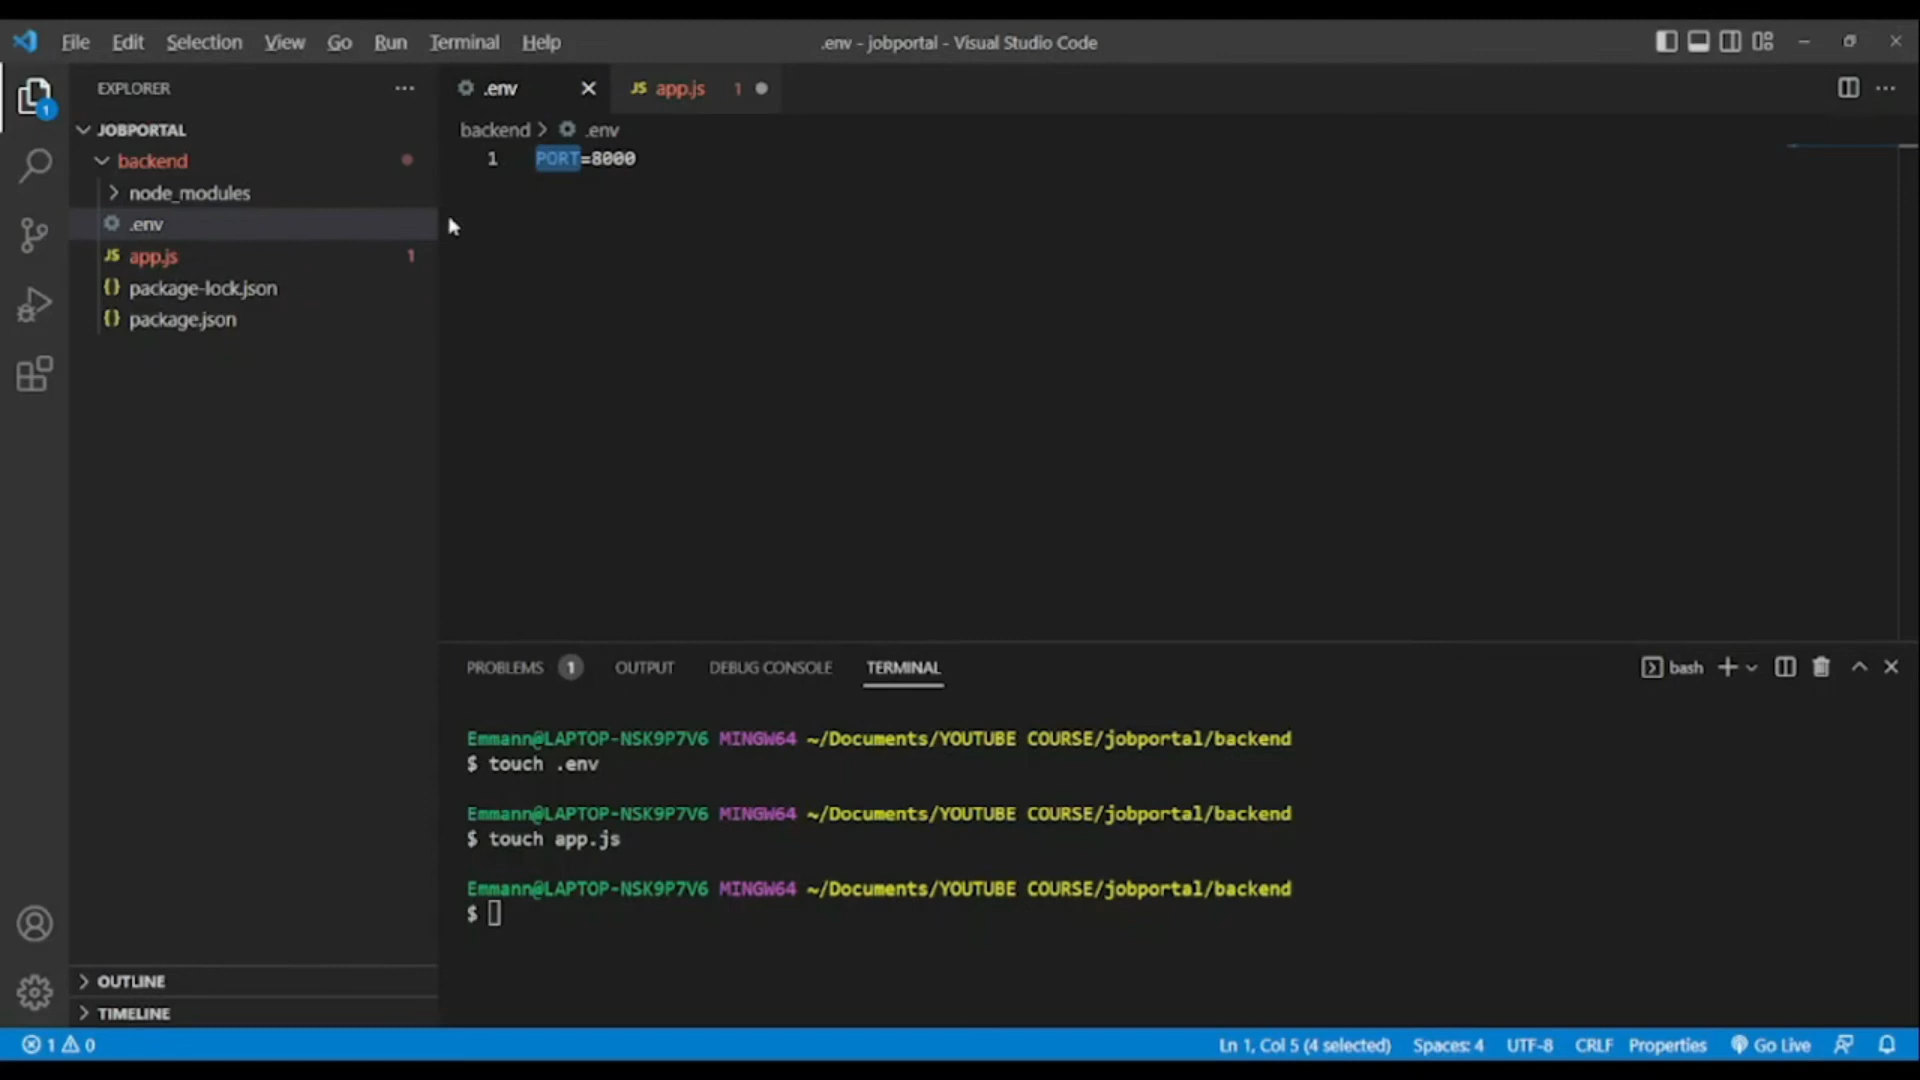 File Edit Selection View Go Run Terminal Help
.env - jobportal - Visual Studio Code
EXPLORER
1
JOBPORTAL
backend
node_modules
.env
app.js 1
package-lock.json
package.json
OUTLINE
TIMELINE
.env
JS app.js 1
backend > .env
1 PORT=8000
PROBLEMS 1 OUTPUT DEBUG CONSOLE TERMINAL
bash
Emmann@LAPTOP-NSK9P7V6 MINGW64 ~/Documents/YOUTUBE COURSE/jobportal/backend
$ touch .env
Emmann@LAPTOP-NSK9P7V6 MINGW64 ~/Documents/YOUTUBE COURSE/jobportal/backend
$ touch app.js
Emmann@LAPTOP-NSK9P7V6 MINGW64 ~/Documents/YOUTUBE COURSE/jobportal/backend
$
1 0
Ln 1, Col 5 (4 selected) Spaces: 4 UTF-8 CRLF Properties Go Live